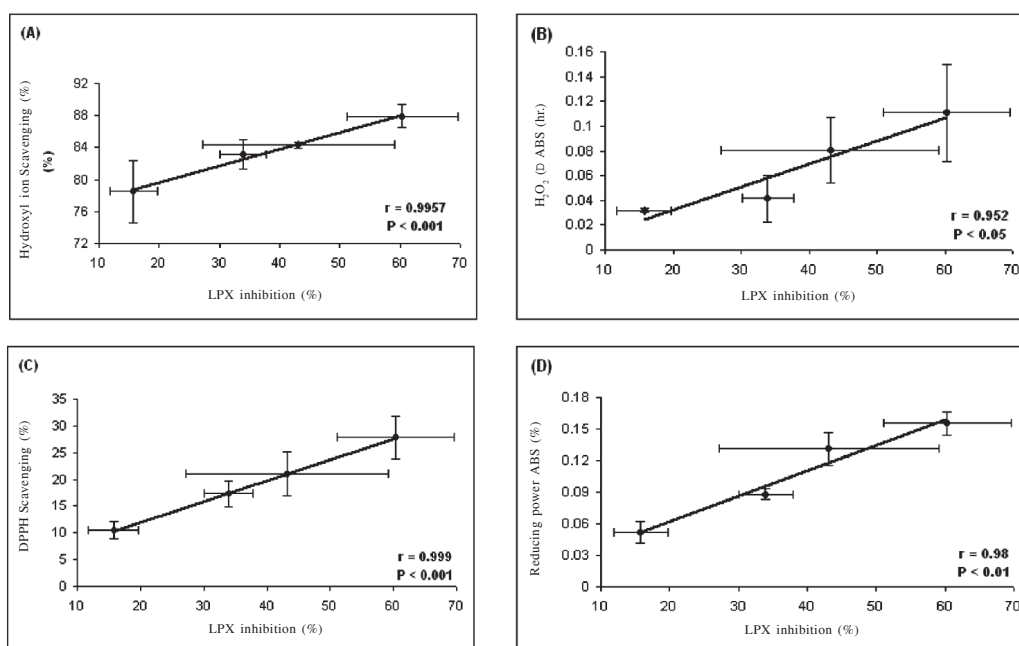 (A)
Hydroxyl ion Scavenging (%)
(%)
92
88
84
80
76
72
10 20 30 40 50 60 70
r = 0.9957
P < 0.001
LPX inhibition (%)
(B)
H₂O₂ (D ABS (hr.)
0.16
0.14
0.12
0.1
0.08
0.06
0.04
0.02
0
10 20 30 40 50 60 70
r = 0.952
P < 0.05
LPX inhibition (%)
(C)
DPPH Scavenging (%)
35
30
25
20
15
10
5
0
10 20 30 40 50 60 70
r = 0.999
P < 0.001
LPX inhibition (%)
(D)
Reducing power ABS (%)
0.18
0.15
0.12
0.09
0.06
0.03
0
10 20 30 40 50 60 70
r = 0.98
P < 0.01
LPX inhibition (%)